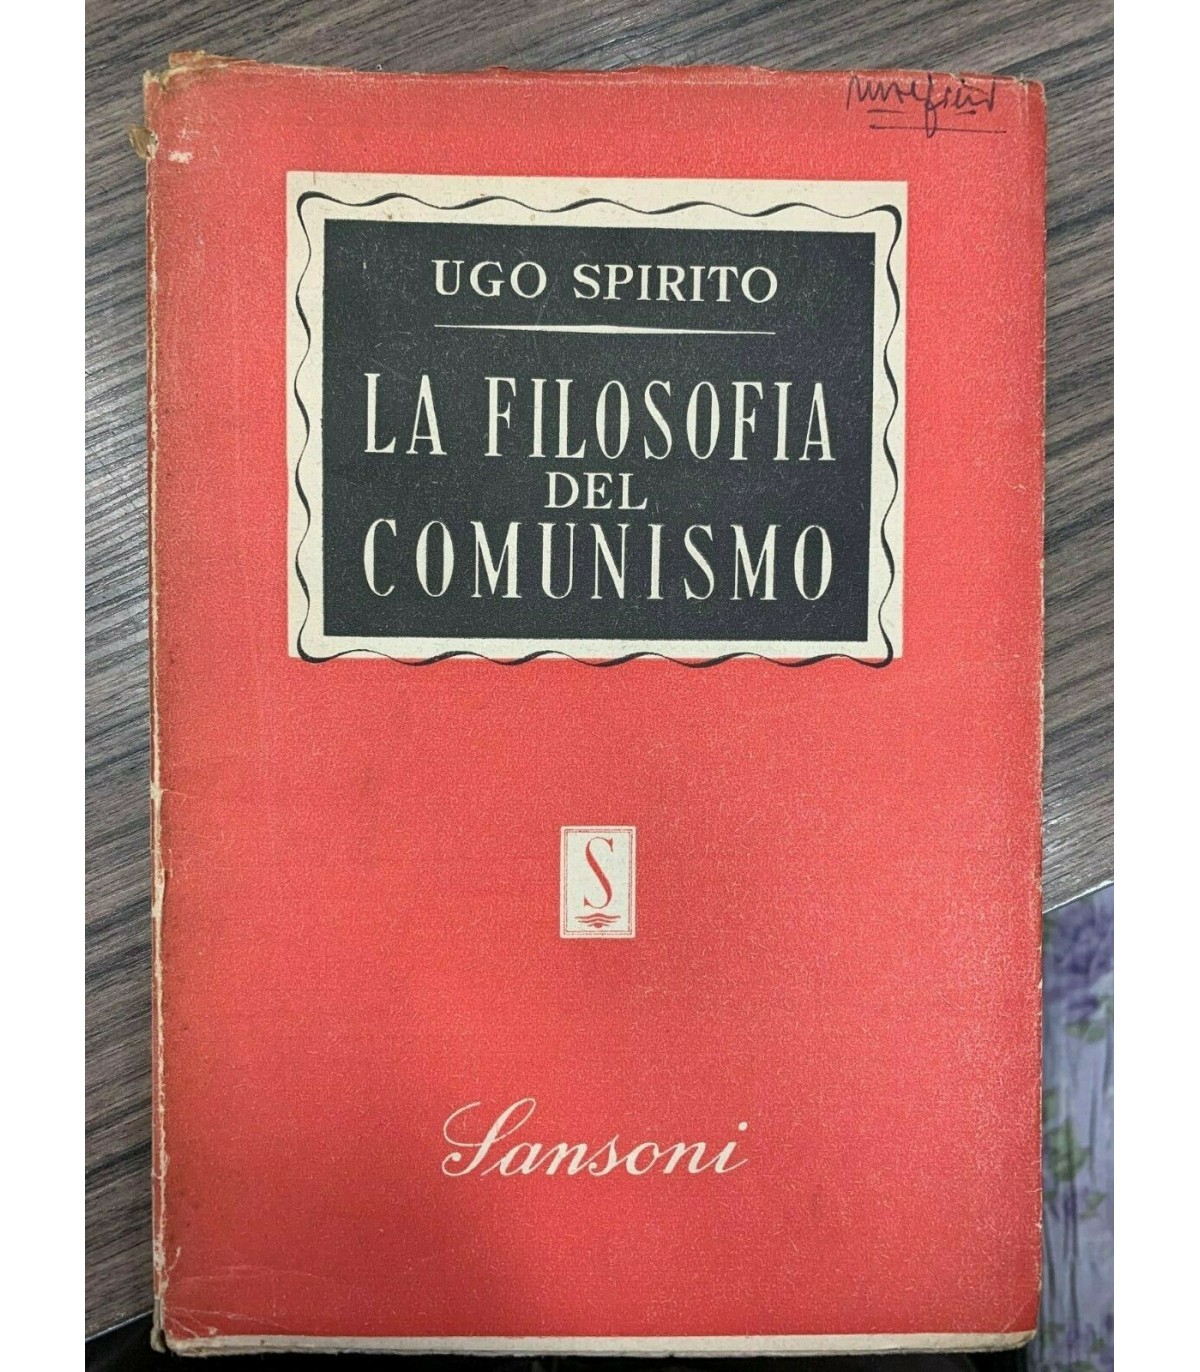 UGO SPIRITO
LA FILOSOFIA
DEL
COMUNISMO
S
Sansoni